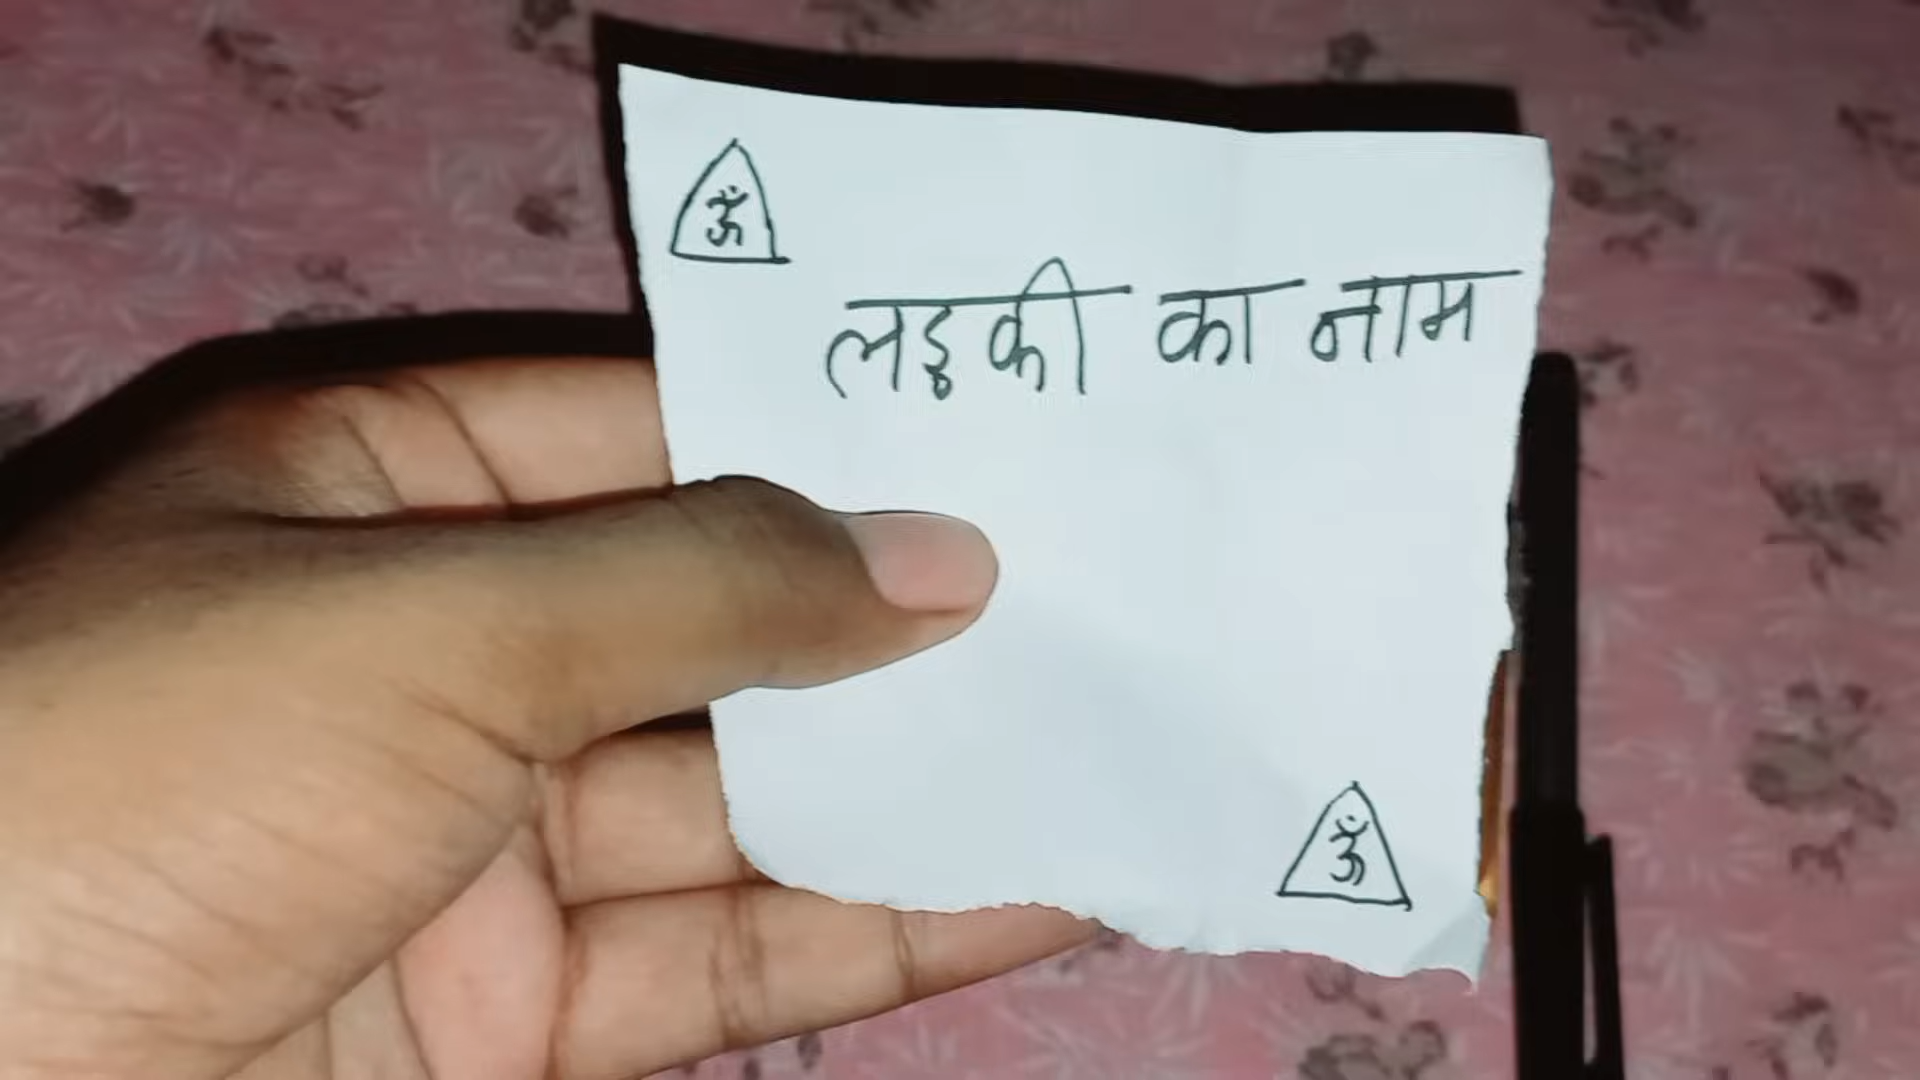 ॐ
लड़की का नाम
ॐ